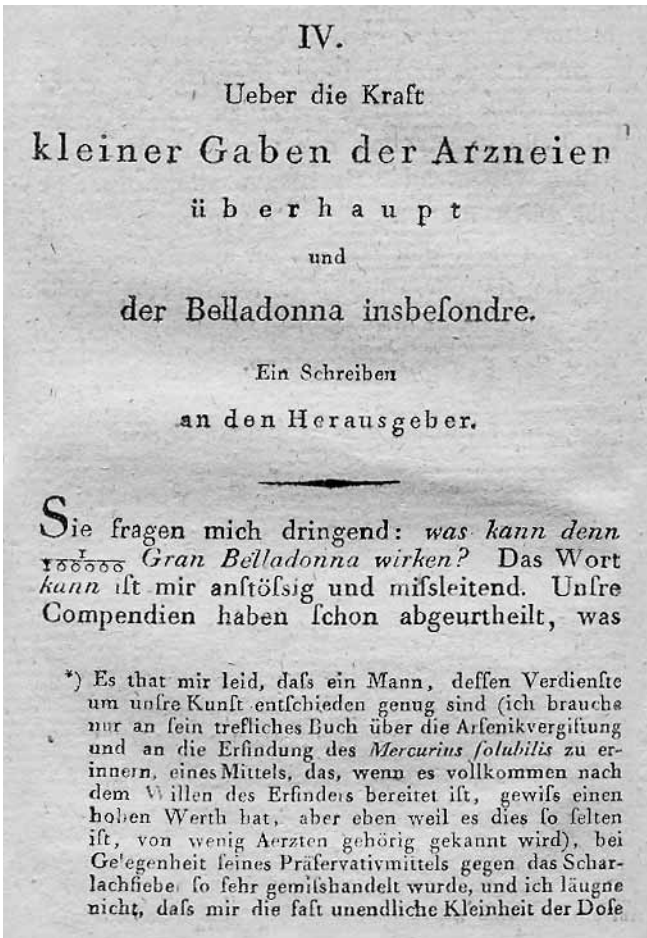 IV.
Ueber die Kraft
kleiner Gaben der Arzneien
überhaupt
und
der Belladonna insbeſondre.
Ein Schreiben
an den Herausgeber.
Sie fragen mich dringend: was kann denn
1/100000 Gran Belladonna wirken? Das Wort
kann iſt mir anſtöſsig und miſsleitend. Unſre
Compendien haben ſchon abgeurtheilt, was
*) Es that mir leid, daſs ein Mann, deſſen Verdienſte
um unſre Kunſt entſchieden genug sind (ich brauche
nur an ſein trefliches Buch über die Arſenikvergiftung
und an die Erfindung des Mercurius ſolubilis zu er-
innern, eines Mittels, das, wenn es vollkommen nach
dem Willen des Erfinders bereitet iſt, gewiſs einen
hohen Werth hat, aber eben weil es dies ſo ſelten
iſt, von wenig Aerzten gehörig gekannt wird), bei
Gelegenheit ſeines Präſervativmittels gegen das Schar-
lachfieber ſo ſehr gemiſshandelt wurde, und ich läugne
nicht, daſs mir die faſt unendliche Kleinheit der Doſe